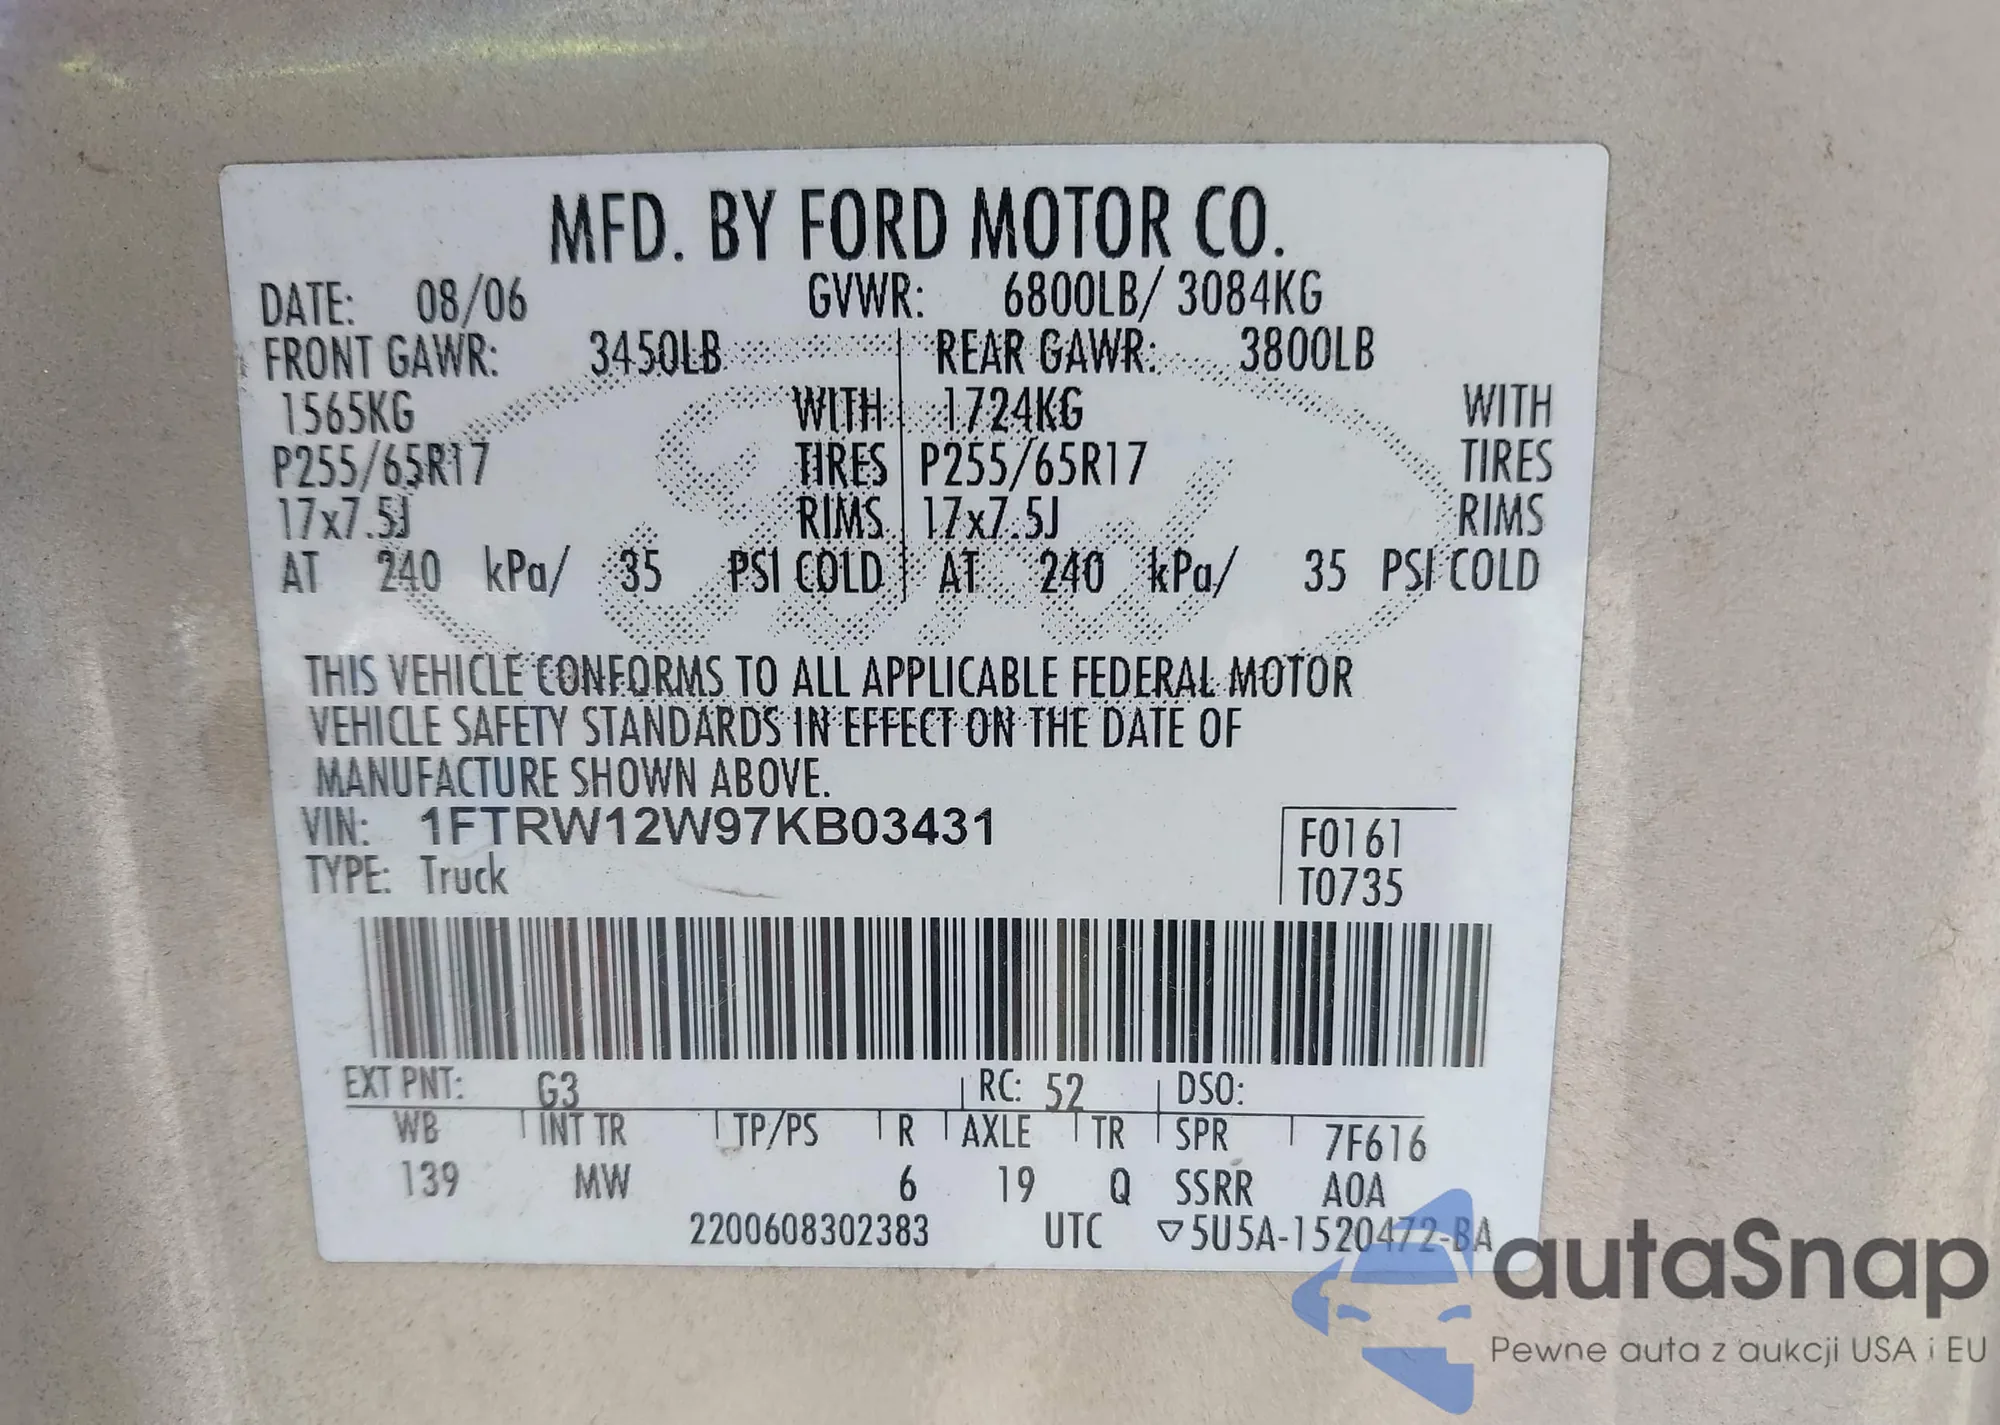 MFD. BY FORD MOTOR CO.
DATE: 08/06 GVWR: 6800LB/ 3084KG
FRONT GAWR: 3450LB REAR GAWR: 3800LB
1565KG WITH 1724KG WITH
P255/65R17 TIRES P255/65R17 TIRES
17x7.5J RIMS 17x7.5J RIMS
AT 240 kPa/ 35 PSI COLD AT 240 kPa/ 35 PSI COLD
THIS VEHICLE CONFORMS TO ALL APPLICABLE FEDERAL MOTOR
VEHICLE SAFETY STANDARDS IN EFFECT ON THE DATE OF
MANUFACTURE SHOWN ABOVE.
VIN: 1FTRW12W97KB03431 F0161
TYPE: Truck T0735
EXT PNT: G3 RC: 52 DSO:
WB INT TR TP/PS R AXLE TR SPR 7F616
139 MW 6 19 Q SSRR A0A
2200608302383 UTC ▽5U5A-1520472-BA
autaSnap
Pewne auta z aukcji USA i EU